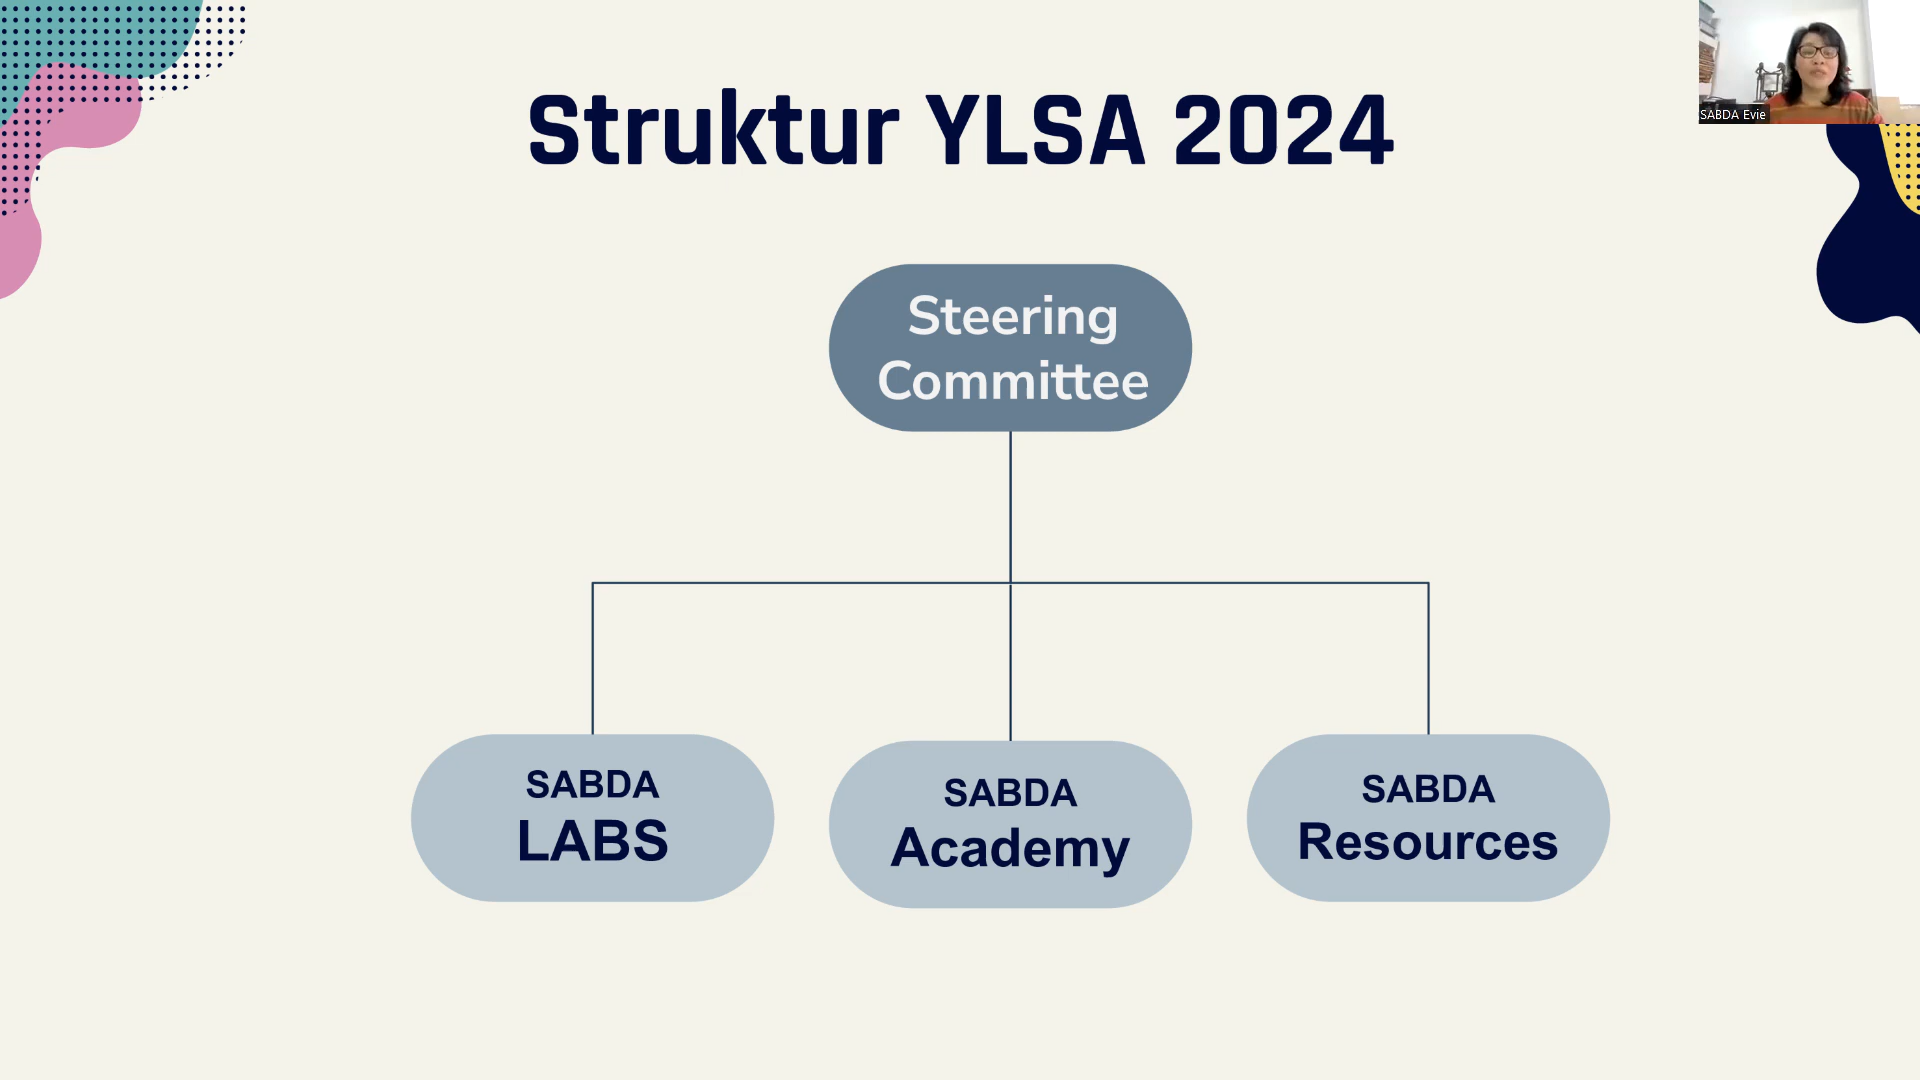 Struktur YLSA 2024
SABDA Evie
Steering
Committee
SABDA
LABS
SABDA
Academy
SABDA
Resources